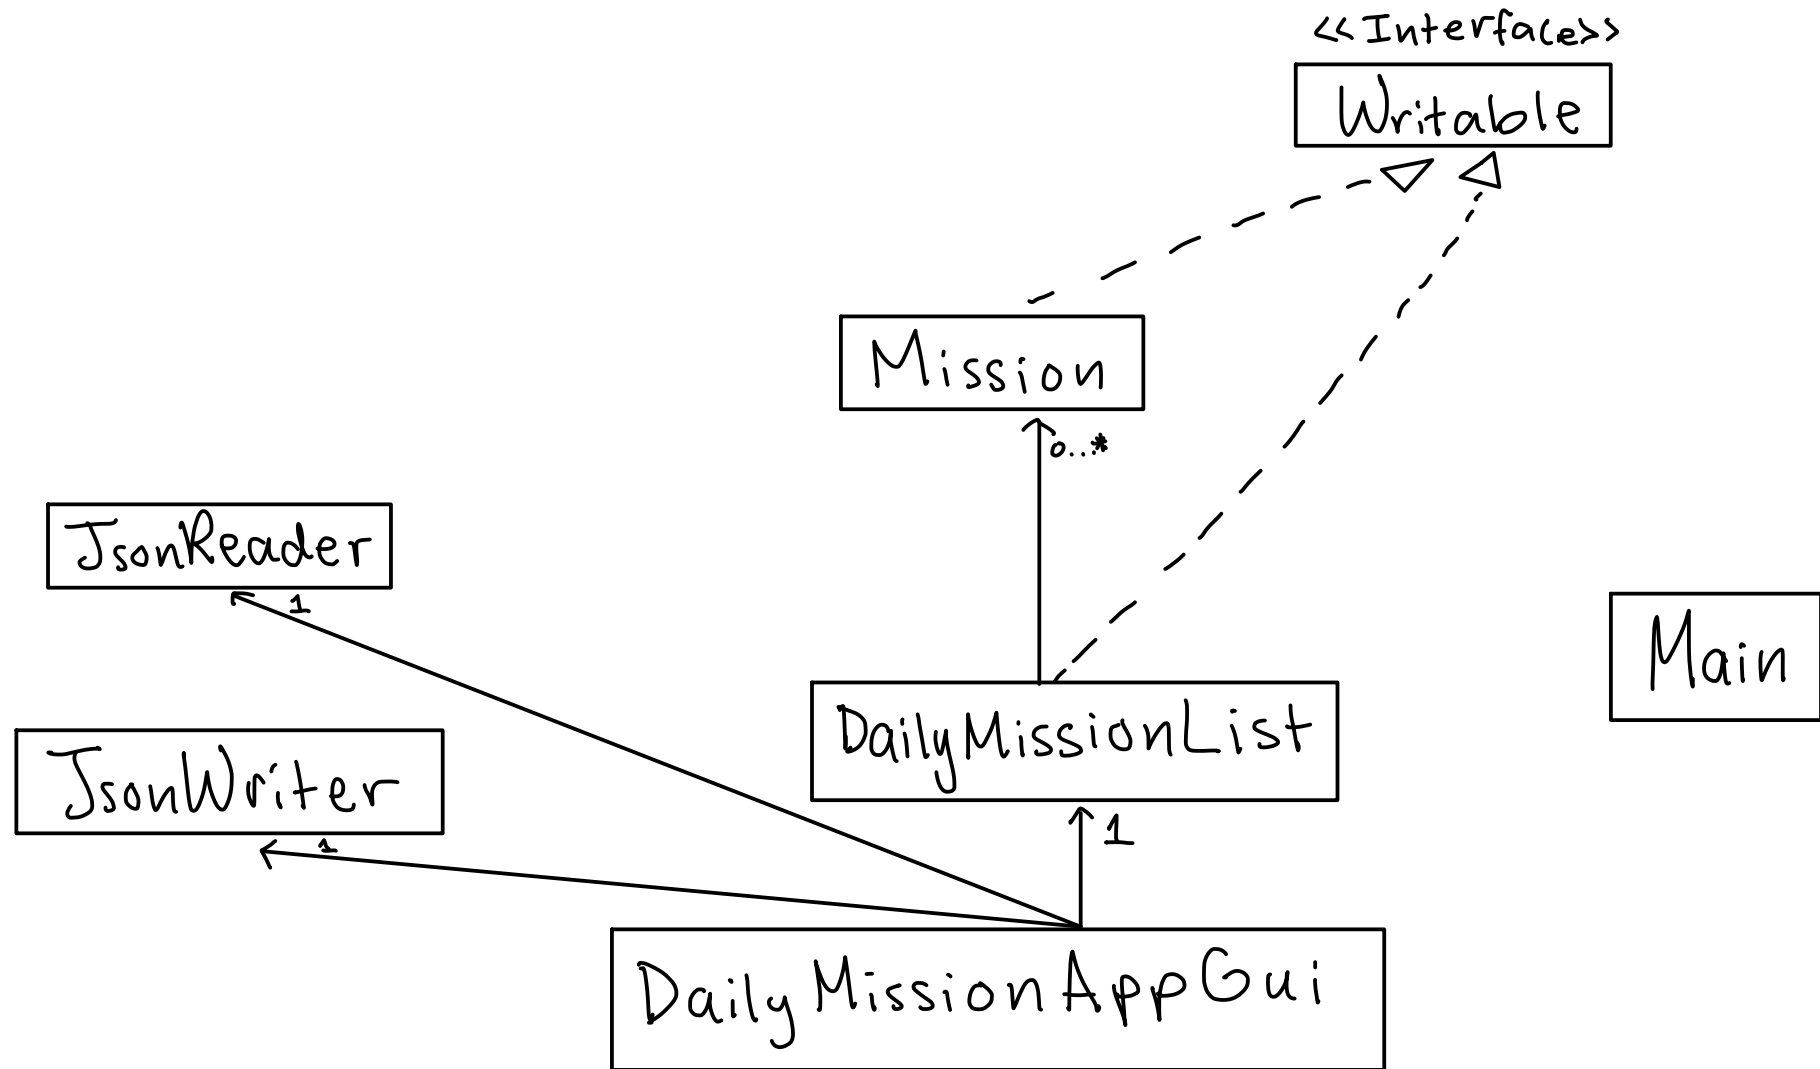 <<Interface>>
Writable
Mission
0...*
JsonReader
1
Main
DailyMissionList
JsonWriter
1
1
DailyMissionAppGui